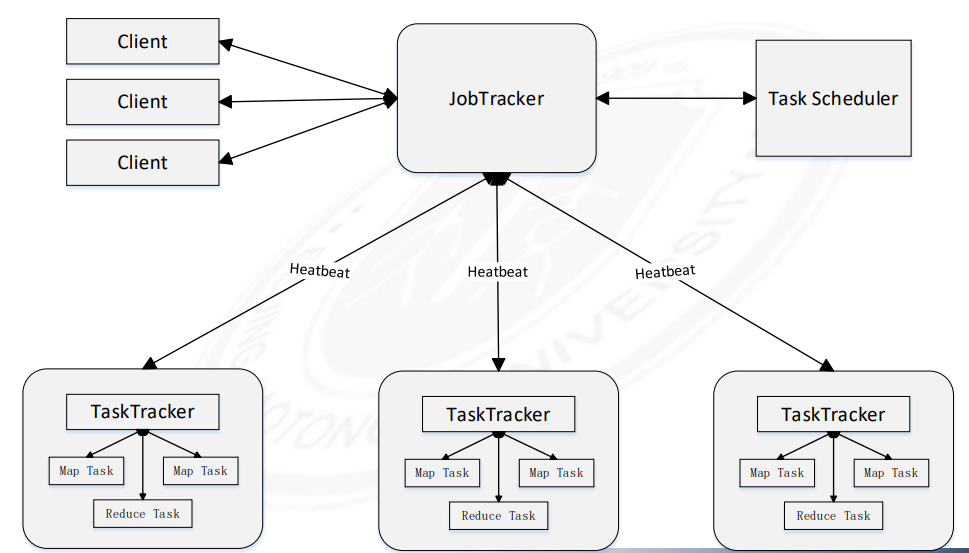 Client
Client
Client
JobTracker
Task Scheduler
Heatbeat
Heatbeat
Heatbeat
TaskTracker
Map Task
Map Task
Reduce Task
TaskTracker
Map Task
Map Task
Reduce Task
TaskTracker
Map Task
Map Task
Reduce Task
UNIVERSITY